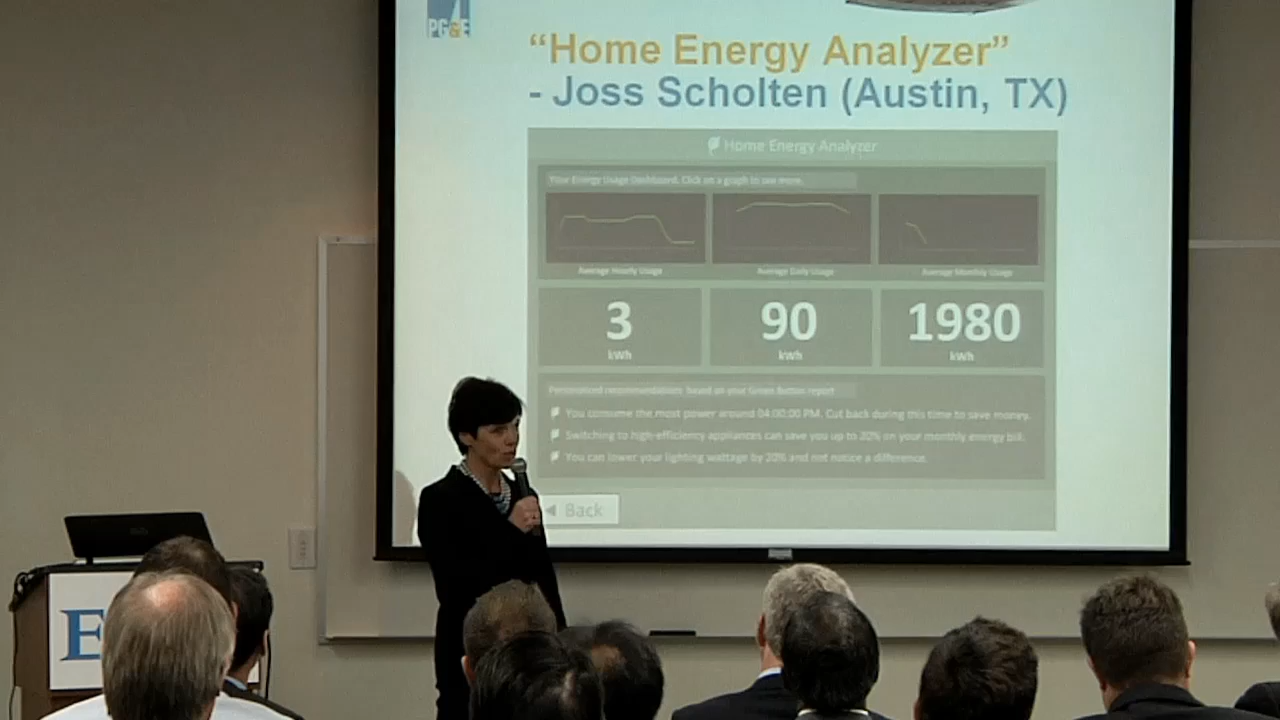 PG&E
“Home Energy Analyzer”
- Joss Scholten (Austin, TX)
Home Energy Analyzer
Your Energy Usage Dashboard. Click on a graph to see more.
Average Hourly Usage
Average Daily Usage
Average Monthly Usage
3
90
1980
kWh
kWh
kWh
Personalized recommendations based on your Green Button report
You consume the most power around 04:00:00 PM. Cut back during this time to save money.
Switching to high-efficiency appliances can save you up to 20% on your monthly energy bill.
You can lower your lighting wattage by 20% and not notice a difference.
Back
E